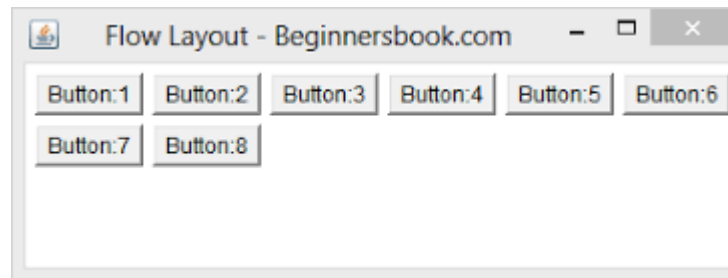 Flow Layout - Beginnersbook.com
Button:1 Button:2 Button:3 Button:4 Button:5 Button:6
Button:7 Button:8